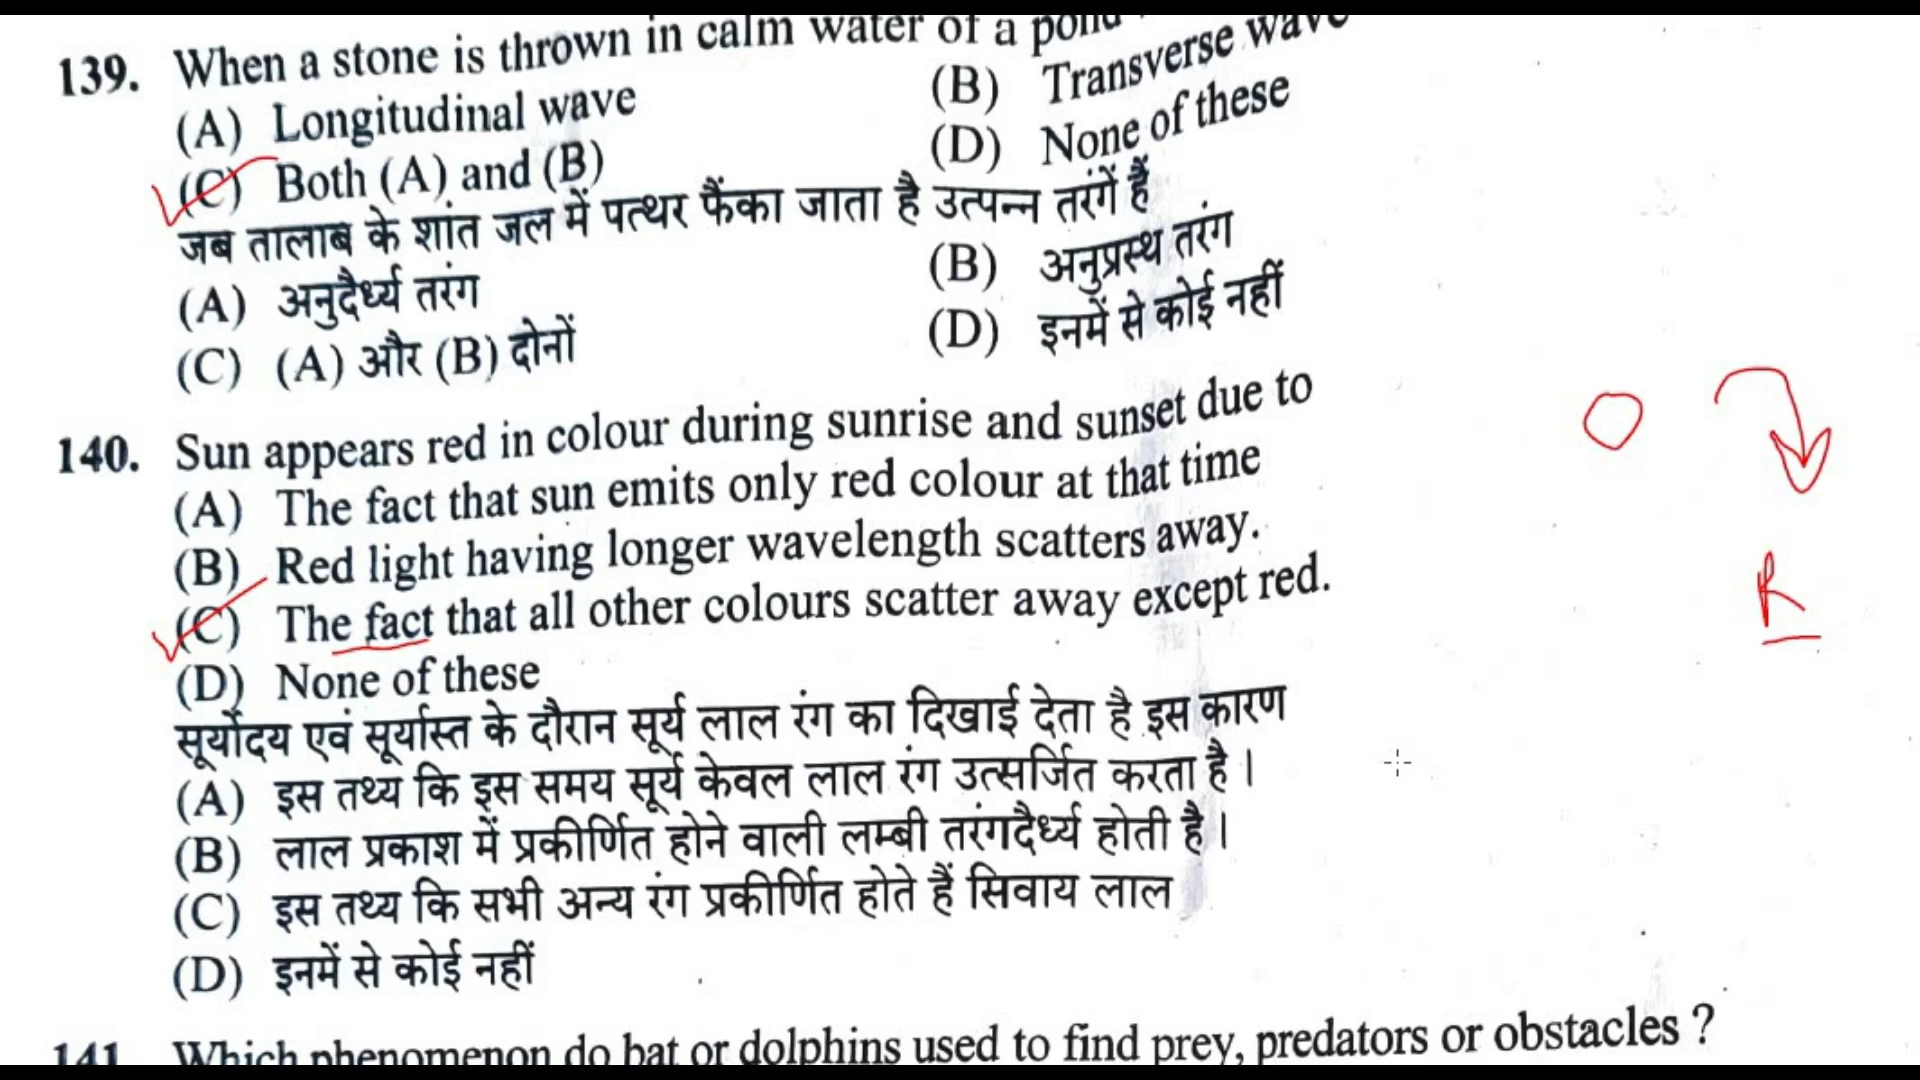 139. When a stone is thrown in calm water of a pond
(A) Longitudinal wave (B) Transverse wave
(C) Both (A) and (B) (D) None of these
जब तालाब के शांत जल में पत्थर फैंका जाता है उत्पन्न तरंगें हैं
(A) अनुदैर्ध्य तरंग (B) अनुप्रस्थ तरंग
(C) (A) और (B) दोनों (D) इनमें से कोई नहीं
140. Sun appears red in colour during sunrise and sunset due to
(A) The fact that sun emits only red colour at that time
(B) Red light having longer wavelength scatters away.
(C) The fact that all other colours scatter away except red.
R
(D) None of these
सूर्योदय एवं सूर्यास्त के दौरान सूर्य लाल रंग का दिखाई देता है इस कारण
(A) इस तथ्य कि इस समय सूर्य केवल लाल रंग उत्सर्जित करता है ।
(B) लाल प्रकाश में प्रकीर्णित होने वाली लम्बी तरंगदैर्ध्य होती है ।
(C) इस तथ्य कि सभी अन्य रंग प्रकीर्णित होते हैं सिवाय लाल
(D) इनमें से कोई नहीं
141. Which phenomenon do bat or dolphins used to find prey, predators or obstacles ?